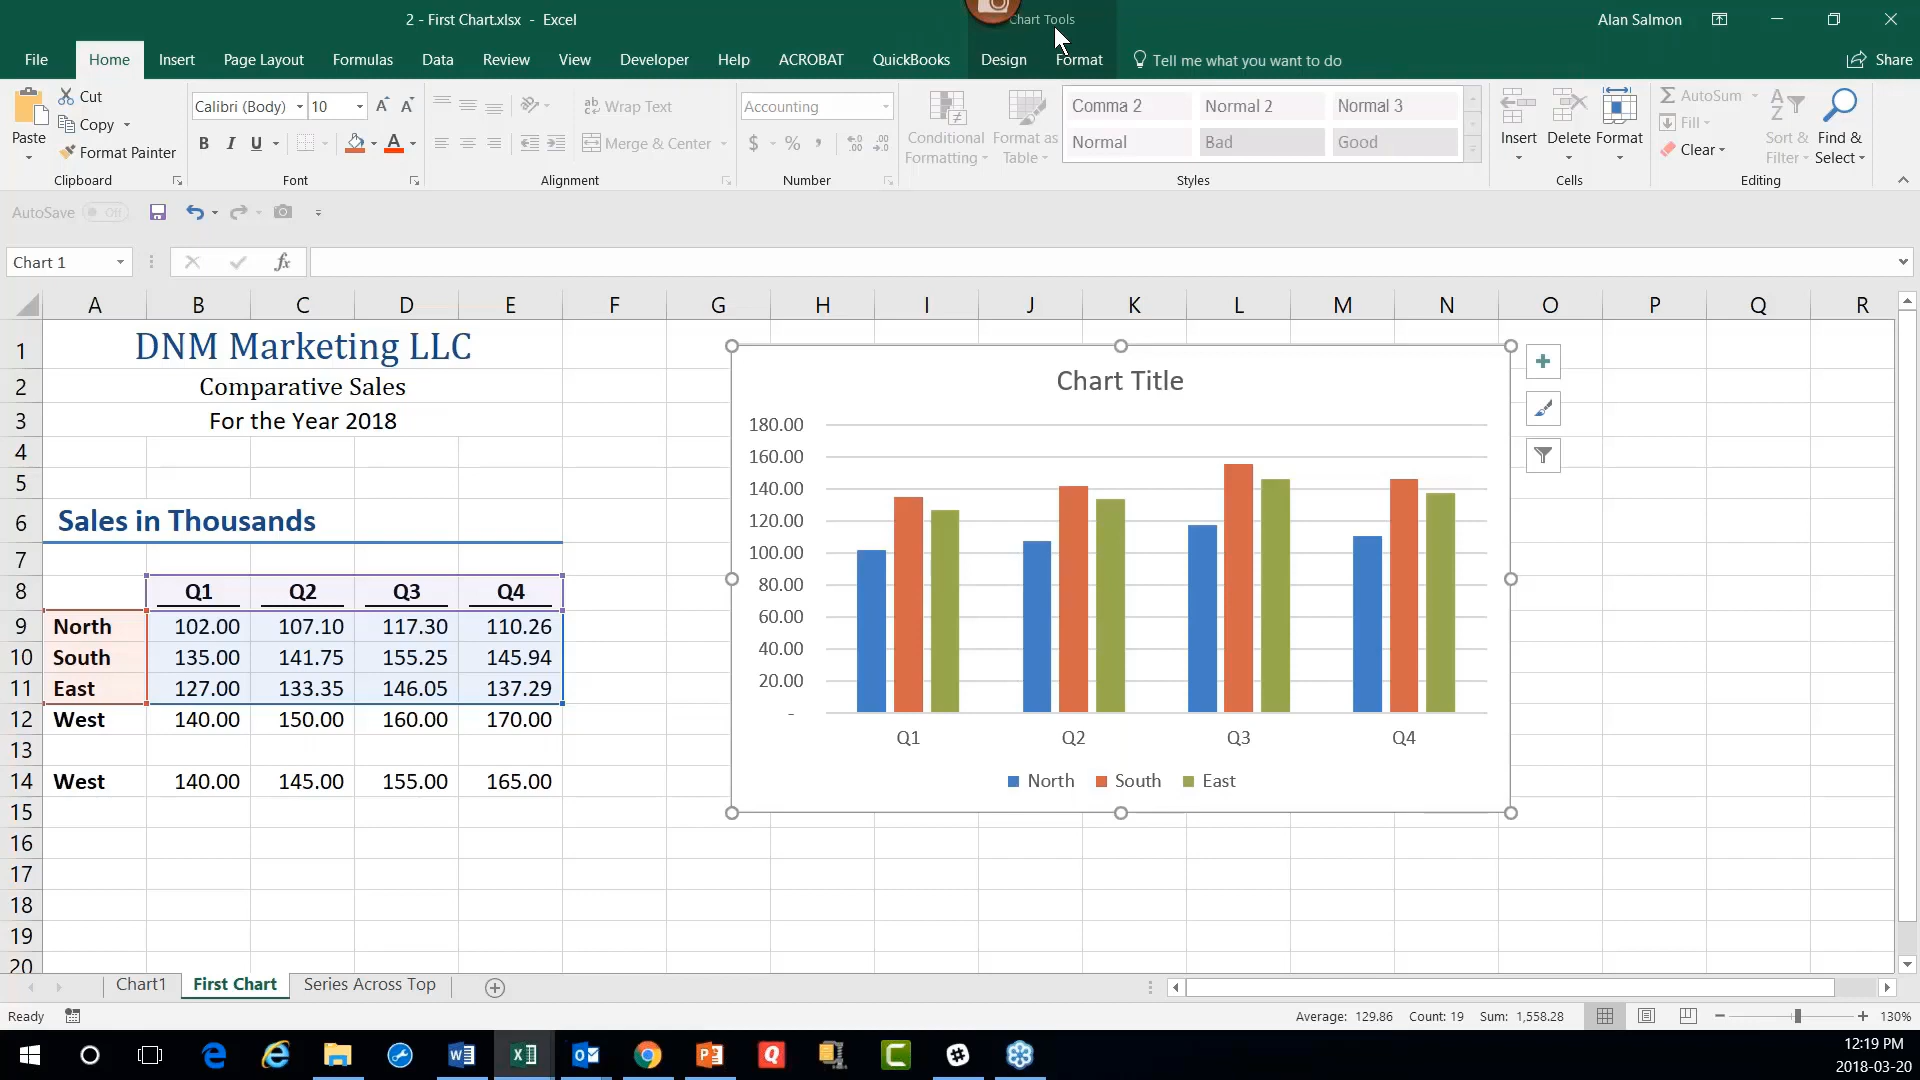 2 - First Chart.xlsx - Excel
Chart Tools
Alan Salmon
File Home Insert Page Layout Formulas Data Review View Developer Help ACROBAT QuickBooks Design Format Tell me what you want to do Share
Paste
Cut
Copy
Format Painter
Clipboard
Calibri (Body) 10
B I U
Font
Wrap Text
Merge & Center
Alignment
Accounting
$ % ,
Number
Conditional Formatting
Format as Table
Comma 2 Normal 2 Normal 3
Normal Bad Good
Styles
Insert Delete Format
Cells
AutoSum
Fill
Clear
Sort & Filter
Find & Select
Editing
AutoSave Off
Chart 1 fx
A B C D E F G H I J K L M N O P Q R
1 DNM Marketing LLC
2 Comparative Sales
3 For the Year 2018
4
5
6 Sales in Thousands
7
8 Q1 Q2 Q3 Q4
9 North 102.00 107.10 117.30 110.26
10 South 135.00 141.75 155.25 145.94
11 East 127.00 133.35 146.05 137.29
12 West 140.00 150.00 160.00 170.00
13
14 West 140.00 145.00 155.00 165.00
15
16
17
18
19
20
Chart Title
180.00
160.00
140.00
120.00
100.00
80.00
60.00
40.00
20.00
-
Q1 Q2 Q3 Q4
North South East
Chart1 First Chart Series Across Top
Ready Average: 129.86 Count: 19 Sum: 1,558.28 130%
12:19 PM
2018-03-20